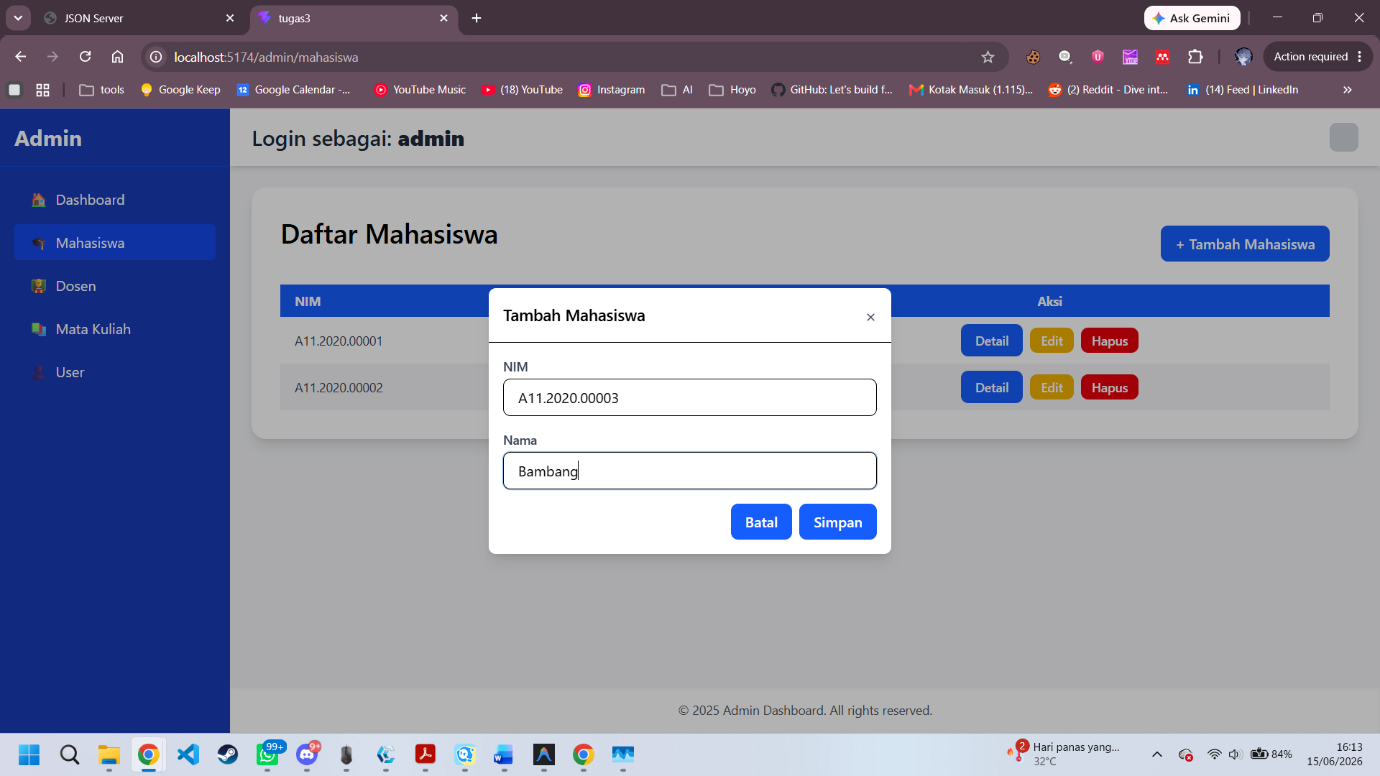 JSON Server
tugas3
Ask Gemini
localhost:5174/admin/mahasiswa
Action required
tools
Google Keep
12
Google Calendar -...
YouTube Music
(18) YouTube
Instagram
AI
Hoyo
GitHub: Let's build f...
Kotak Masuk (1.115)...
(2) Reddit - Dive int...
(14) Feed | LinkedIn
Admin
Login sebagai: admin
Dashboard
Mahasiswa
Dosen
Mata Kuliah
User
Daftar Mahasiswa
+ Tambah Mahasiswa
NIM
Aksi
A11.2020.00001
Detail
Edit
Hapus
A11.2020.00002
Detail
Edit
Hapus
Tambah Mahasiswa
×
NIM
A11.2020.00003
Nama
Bambang
Batal
Simpan
© 2025 Admin Dashboard. All rights reserved.
99+
9+
2
Hari panas yang...
32°C
84%
16:13
15/06/2026